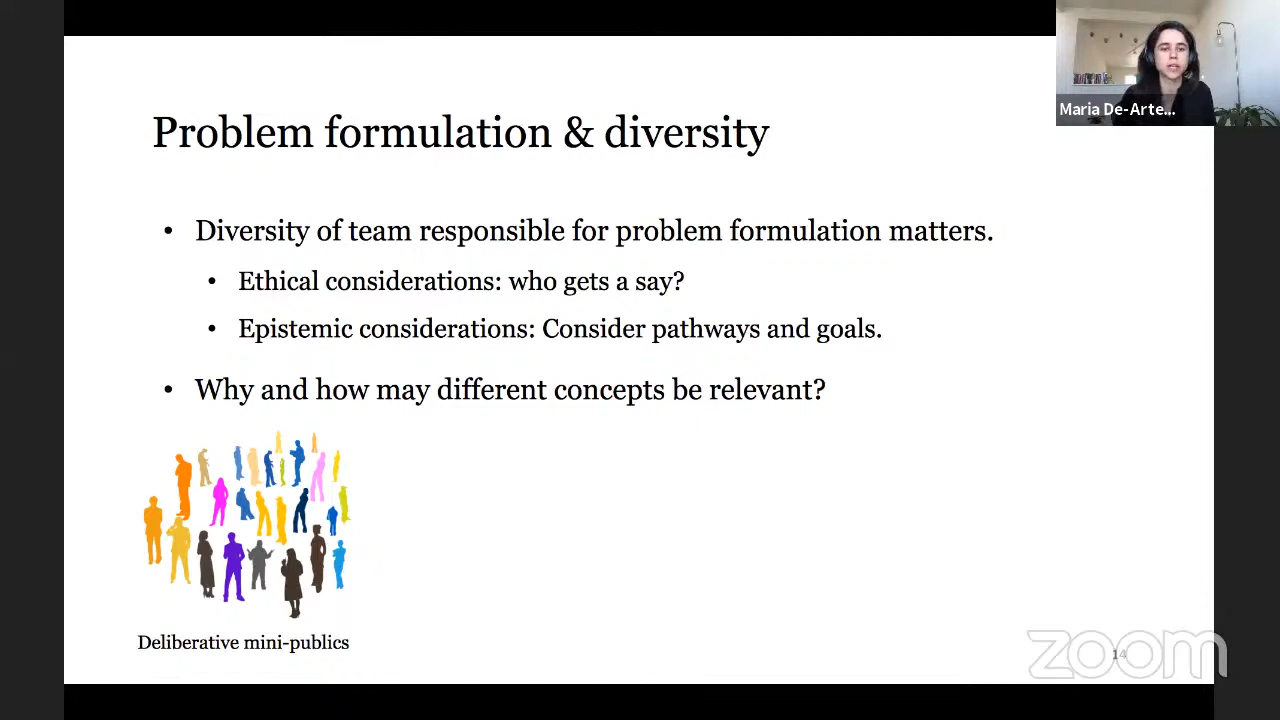 Maria De-Arte...
Problem formulation & diversity
• Diversity of team responsible for problem formulation matters.
• Ethical considerations: who gets a say?
• Epistemic considerations: Consider pathways and goals.
• Why and how may different concepts be relevant?
Deliberative mini-publics
zoom
14